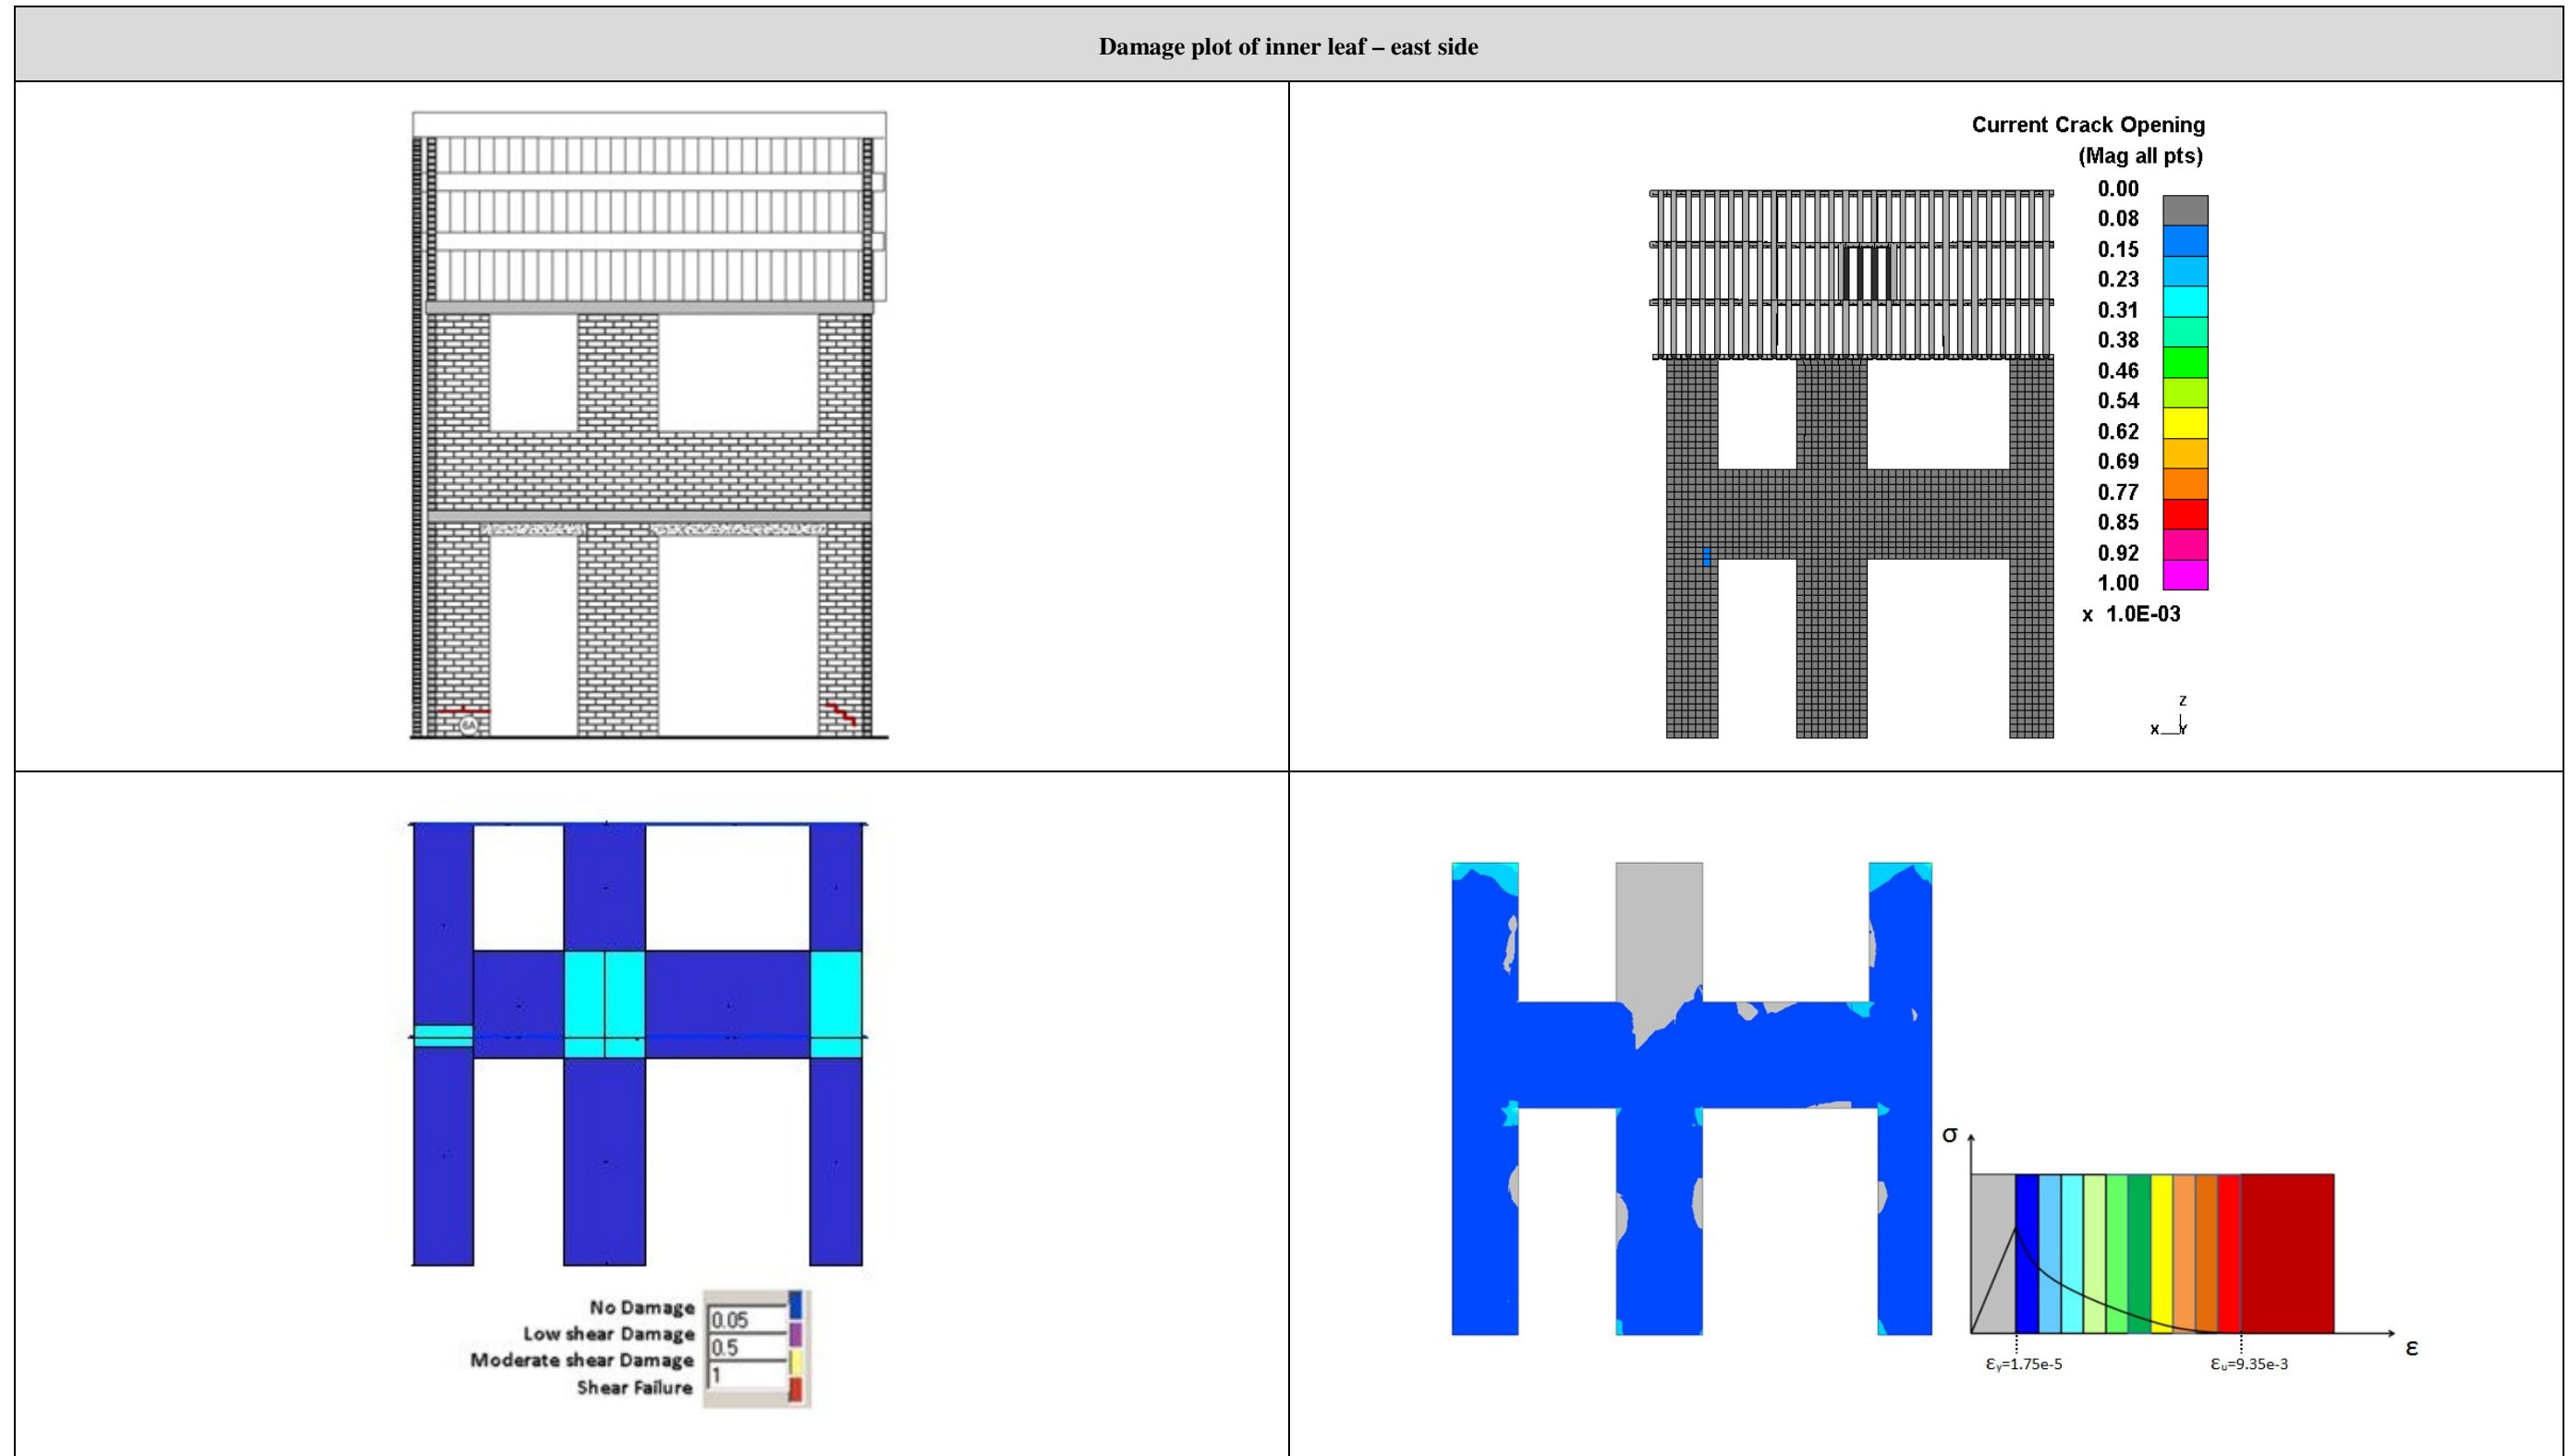 Damage plot of inner leaf – east side
6A
Current Crack Opening
(Mag all pts)
0.00
0.08
0.15
0.23
0.31
0.38
0.46
0.54
0.62
0.69
0.77
0.85
0.92
1.00
x 1.0E-03
Z
X Y
No Damage
0.05
Low shear Damage
0.5
Moderate shear Damage
1
Shear Failure
σ
ε
εᵧ=1.75e-5
εᵤ=9.35e-3